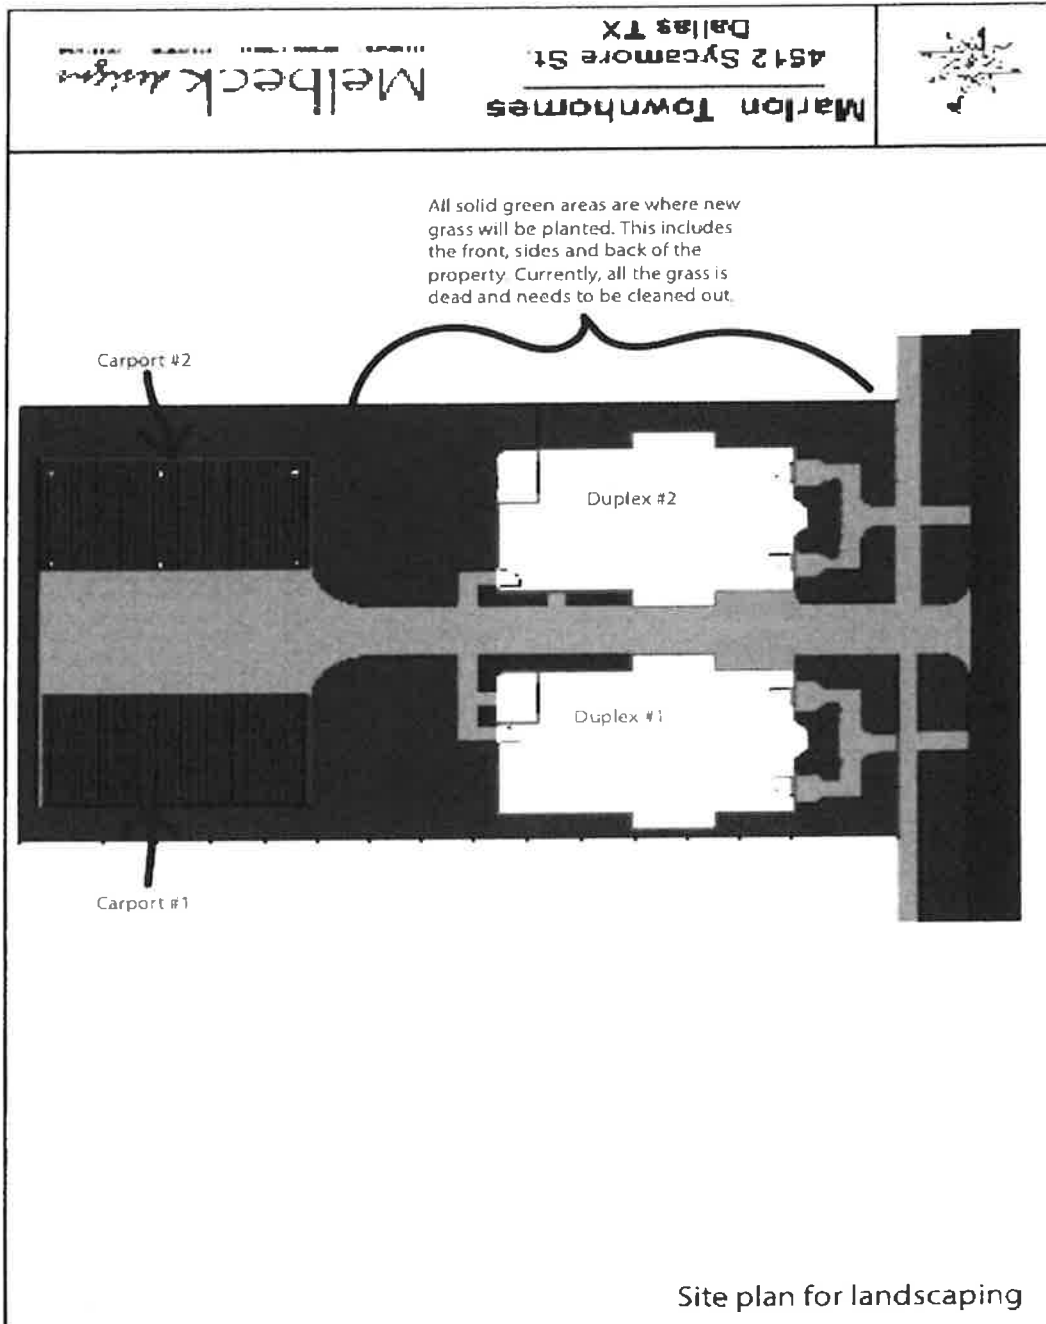 Marlon Townhomes
4512 Sycamore St.
Dallas TX
Melbeck designs
All solid green areas are where new
grass will be planted. This includes
the front, sides and back of the
property. Currently, all the grass is
dead and needs to be cleaned out.
Carport #2
Duplex #2
Duplex #1
Carport #1
Site plan for landscaping